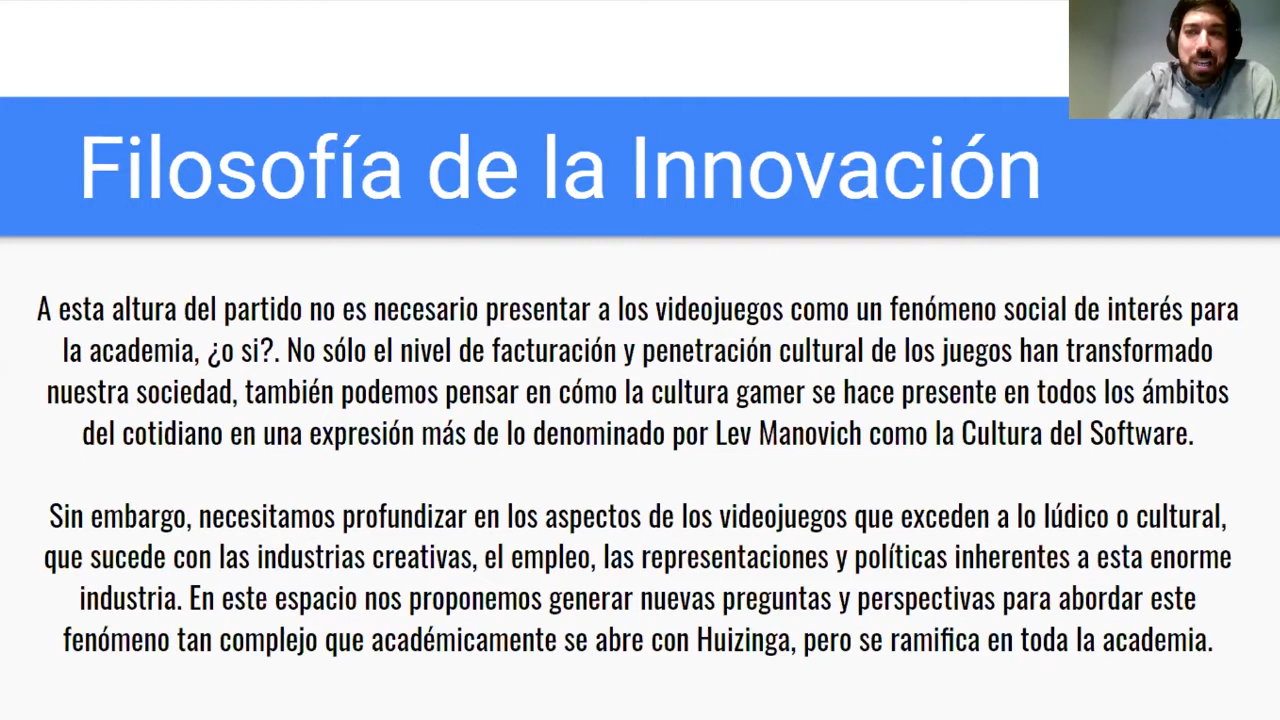 Filosofía de la Innovación
A esta altura del partido no es necesario presentar a los videojuegos como un fenómeno social de interés para
la academia, ¿o si?. No sólo el nivel de facturación y penetración cultural de los juegos han transformado
nuestra sociedad, también podemos pensar en cómo la cultura gamer se hace presente en todos los ámbitos
del cotidiano en una expresión más de lo denominado por Lev Manovich como la Cultura del Software.
Sin embargo, necesitamos profundizar en los aspectos de los videojuegos que exceden a lo lúdico o cultural,
que sucede con las industrias creativas, el empleo, las representaciones y políticas inherentes a esta enorme
industria. En este espacio nos proponemos generar nuevas preguntas y perspectivas para abordar este
fenómeno tan complejo que académicamente se abre con Huizinga, pero se ramifica en toda la academia.